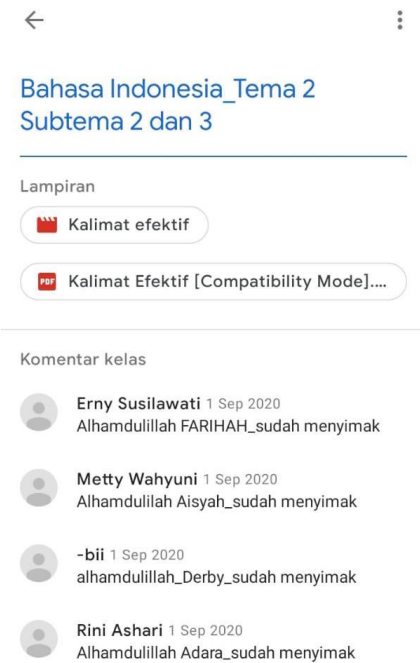 Bahasa Indonesia_Tema 2
Subtema 2 dan 3
Lampiran
Kalimat efektif
PDF
Kalimat Efektif [Compatibility Mode]....
Komentar kelas
Erny Susilawati 1 Sep 2020
Alhamdulillah FARIHAH_sudah menyimak
Metty Wahyuni 1 Sep 2020
Alhamdulilah Aisyah_sudah menyimak
-bii 1 Sep 2020
alhamdulillah_Derby_sudah menyimak
Rini Ashari 1 Sep 2020
Alhamdulillah Adara_sudah menyimak